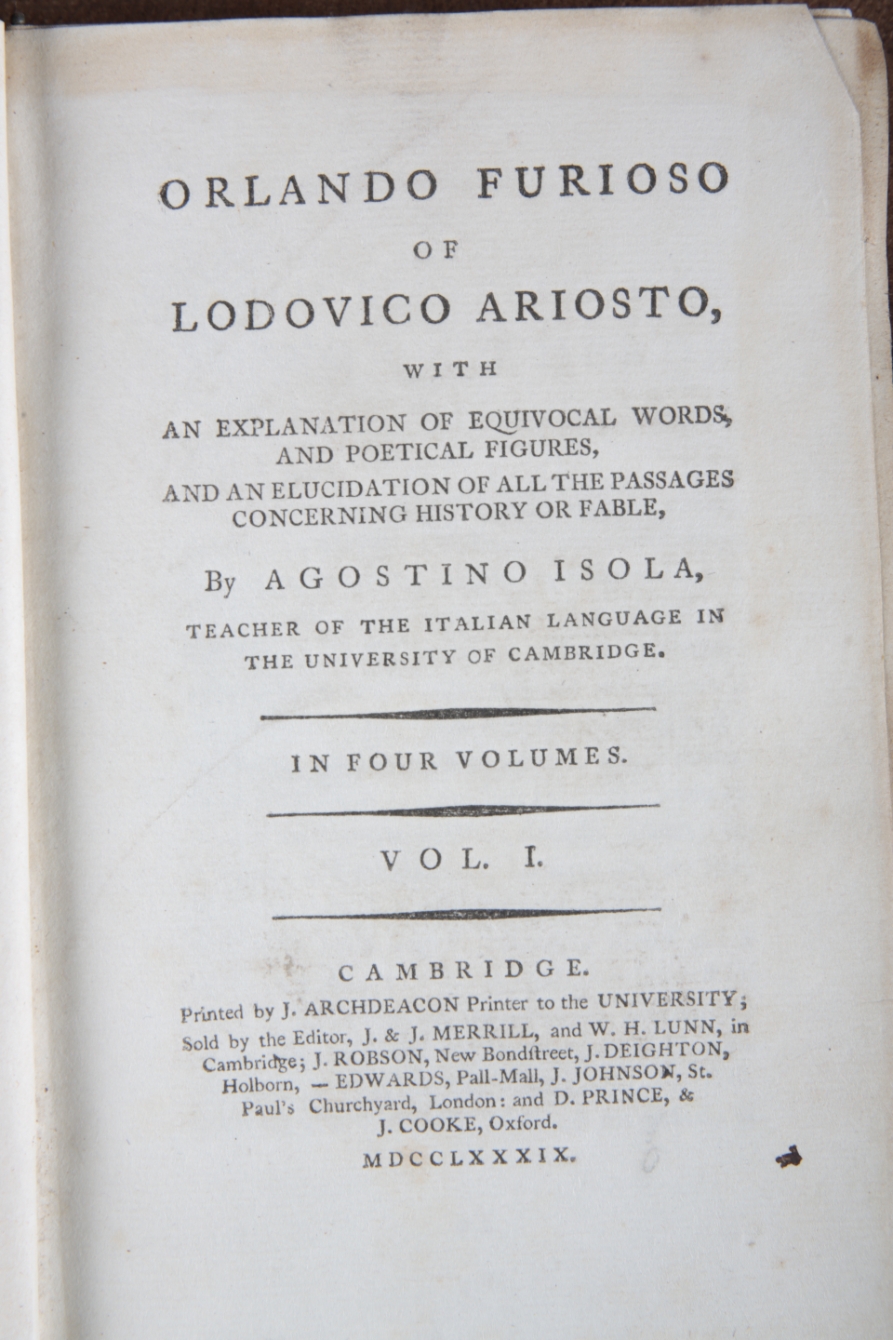 ORLANDO FURIOSO
OF
LODOVICO ARIOSTO,
WITH
AN EXPLANATION OF EQUIVOCAL WORDS,
AND POETICAL FIGURES,
AND AN ELUCIDATION OF ALL THE PASSAGES
CONCERNING HISTORY OR FABLE,
By AGOSTINO ISOLA,
TEACHER OF THE ITALIAN LANGUAGE IN
THE UNIVERSITY OF CAMBRIDGE.
IN FOUR VOLUMES.
VOL. I.
CAMBRIDGE.
Printed by J. ARCHDEACON Printer to the UNIVERSITY;
Sold by the Editor, J. & J. MERRILL, and W. H. LUNN, in
Cambridge; J. ROBSON, New Bondſtreet, J. DEIGHTON,
Holborn, — EDWARDS, Pall-Mall, J. JOHNSON, St.
Paul's Churchyard, London: and D. PRINCE, &
J. COOKE, Oxford.
MDCCLXXXIX.